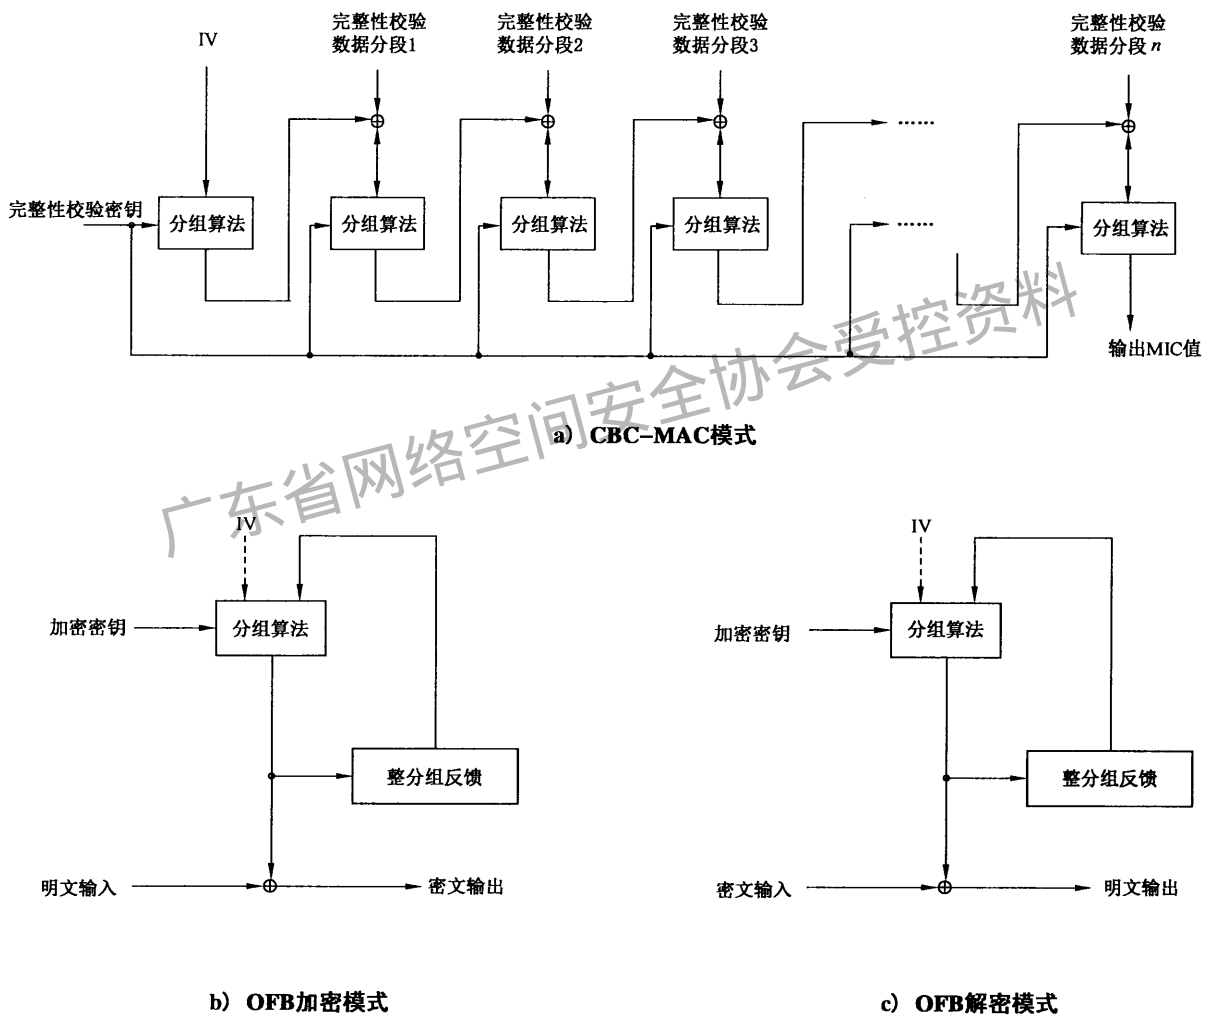 IV
完整性校验
数据分段1
完整性校验
数据分段2
完整性校验
数据分段3
完整性校验
数据分段n
……
完整性校验密钥
分组算法
分组算法
分组算法
分组算法
……
分组算法
输出MIC值
a) CBC-MAC模式
广东省网络空间安全协会受控资料
IV
加密密钥
分组算法
整分组反馈
明文输入
密文输出
b) OFB加密模式
IV
加密密钥
分组算法
整分组反馈
密文输入
明文输出
c) OFB解密模式